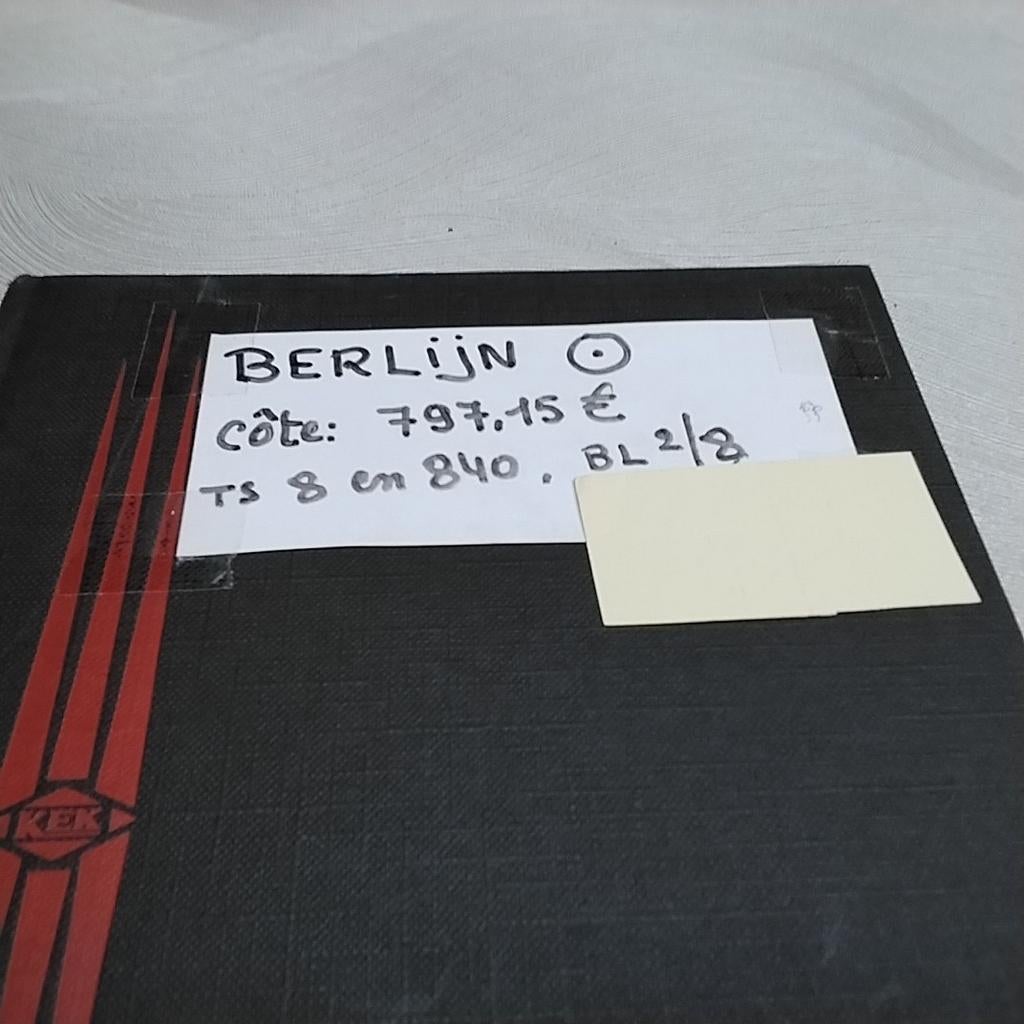 BERLijN ⊙
côte: 797,15 €
TS 8 en 840. BL 2/8
KEK